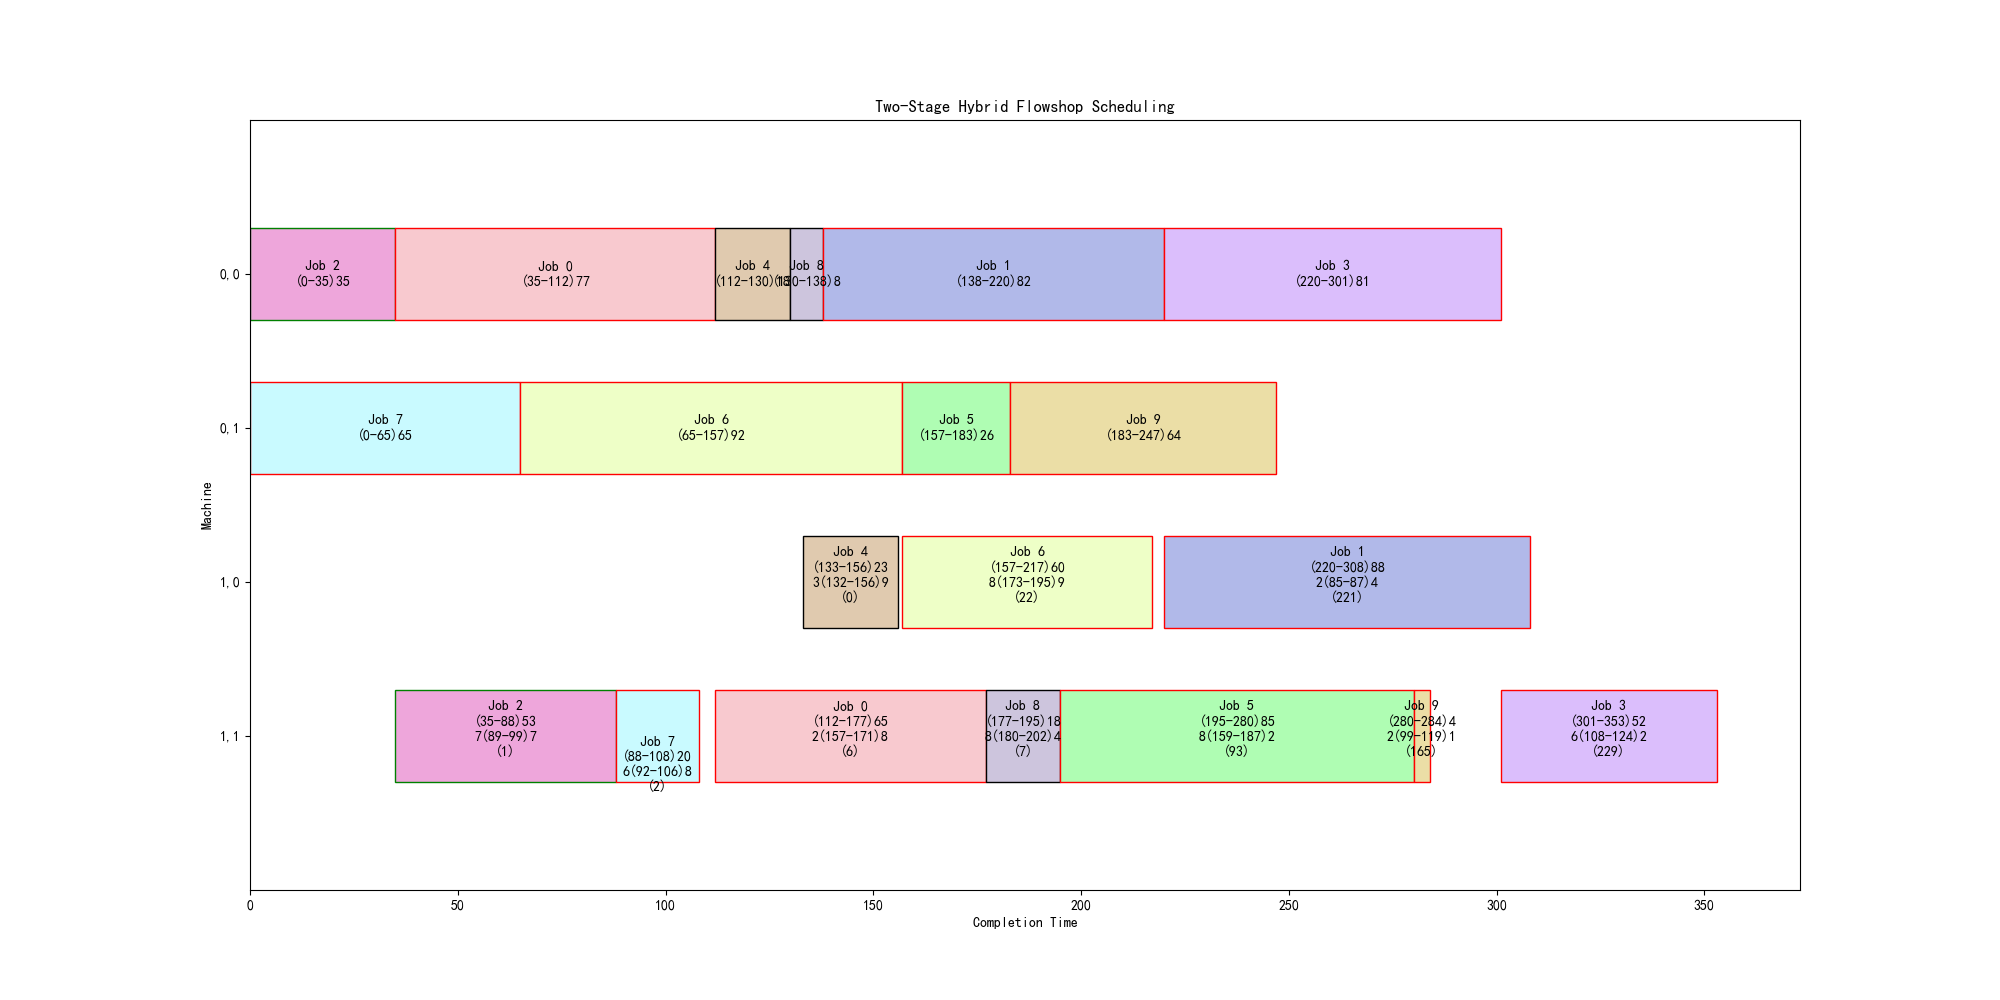 Two-Stage Hybrid Flowshop Scheduling
0,0
Job 2
(0-35)35
Job 0
(35-112)77
Job 4
(112-130)18
Job 8
(130-138)8
Job 1
(138-220)82
Job 3
(220-301)81
0,1
Job 7
(0-65)65
Job 6
(65-157)92
Job 5
(157-183)26
Job 9
(183-247)64
Machine
1,0
Job 4
(133-156)23
3(132-156)9
(0)
Job 6
(157-217)60
8(173-195)9
(22)
Job 1
(220-308)88
2(85-87)4
(221)
1,1
Job 2
(35-88)53
7(89-99)7
(1)
Job 7
(88-108)20
6(92-106)8
(2)
Job 0
(112-177)65
2(157-171)8
(6)
Job 8
(177-195)18
8(180-202)4
(7)
Job 5
(195-280)85
8(159-187)2
(93)
Job 9
(280-284)4
2(99-119)1
(165)
Job 3
(301-353)52
6(108-124)2
(229)
0 50 100 150 200 250 300 350
Completion Time